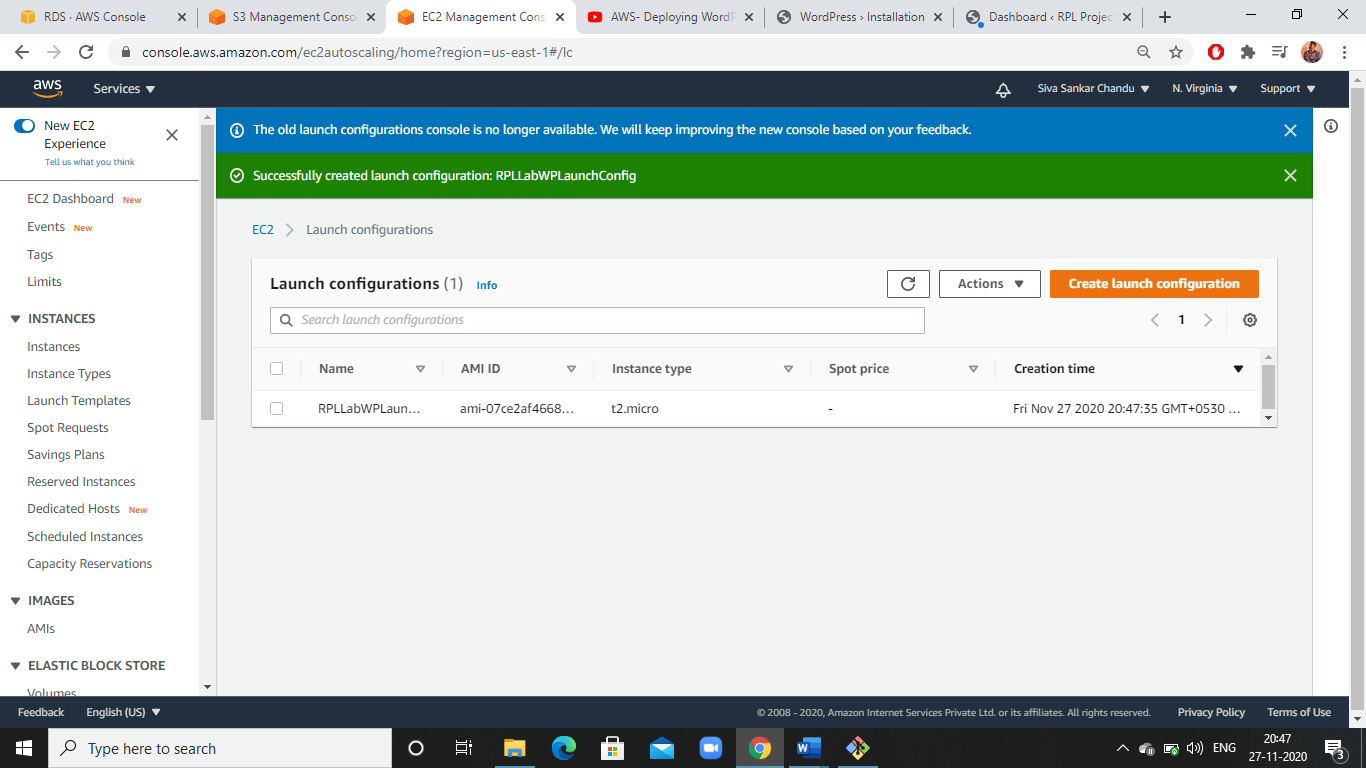 RDS · AWS Console
S3 Management Conso
EC2 Management Cons
AWS- Deploying WordP
WordPress › Installation
Dashboard ‹ RPL Projec
console.aws.amazon.com/ec2autoscaling/home?region=us-east-1#/lc
aws
Services
Siva Sankar Chandu
N. Virginia
Support
New EC2
Experience
Tell us what you think
EC2 Dashboard New
Events New
Tags
Limits
INSTANCES
Instances
Instance Types
Launch Templates
Spot Requests
Savings Plans
Reserved Instances
Dedicated Hosts New
Scheduled Instances
Capacity Reservations
IMAGES
AMIs
ELASTIC BLOCK STORE
Volumes
The old launch configurations console is no longer available. We will keep improving the new console based on your feedback.
Successfully created launch configuration: RPLLabWPLaunchConfig
EC2 > Launch configurations
Launch configurations (1) Info
Actions
Create launch configuration
Search launch configurations
1
Name AMI ID Instance type Spot price Creation time
RPLLabWPLaun... ami-07ce2af4668... t2.micro - Fri Nov 27 2020 20:47:35 GMT+0530 ...
Feedback English (US) © 2008 - 2020, Amazon Internet Services Private Ltd. or its affiliates. All rights reserved. Privacy Policy Terms of Use
Type here to search
ENG
20:47
27-11-2020
3